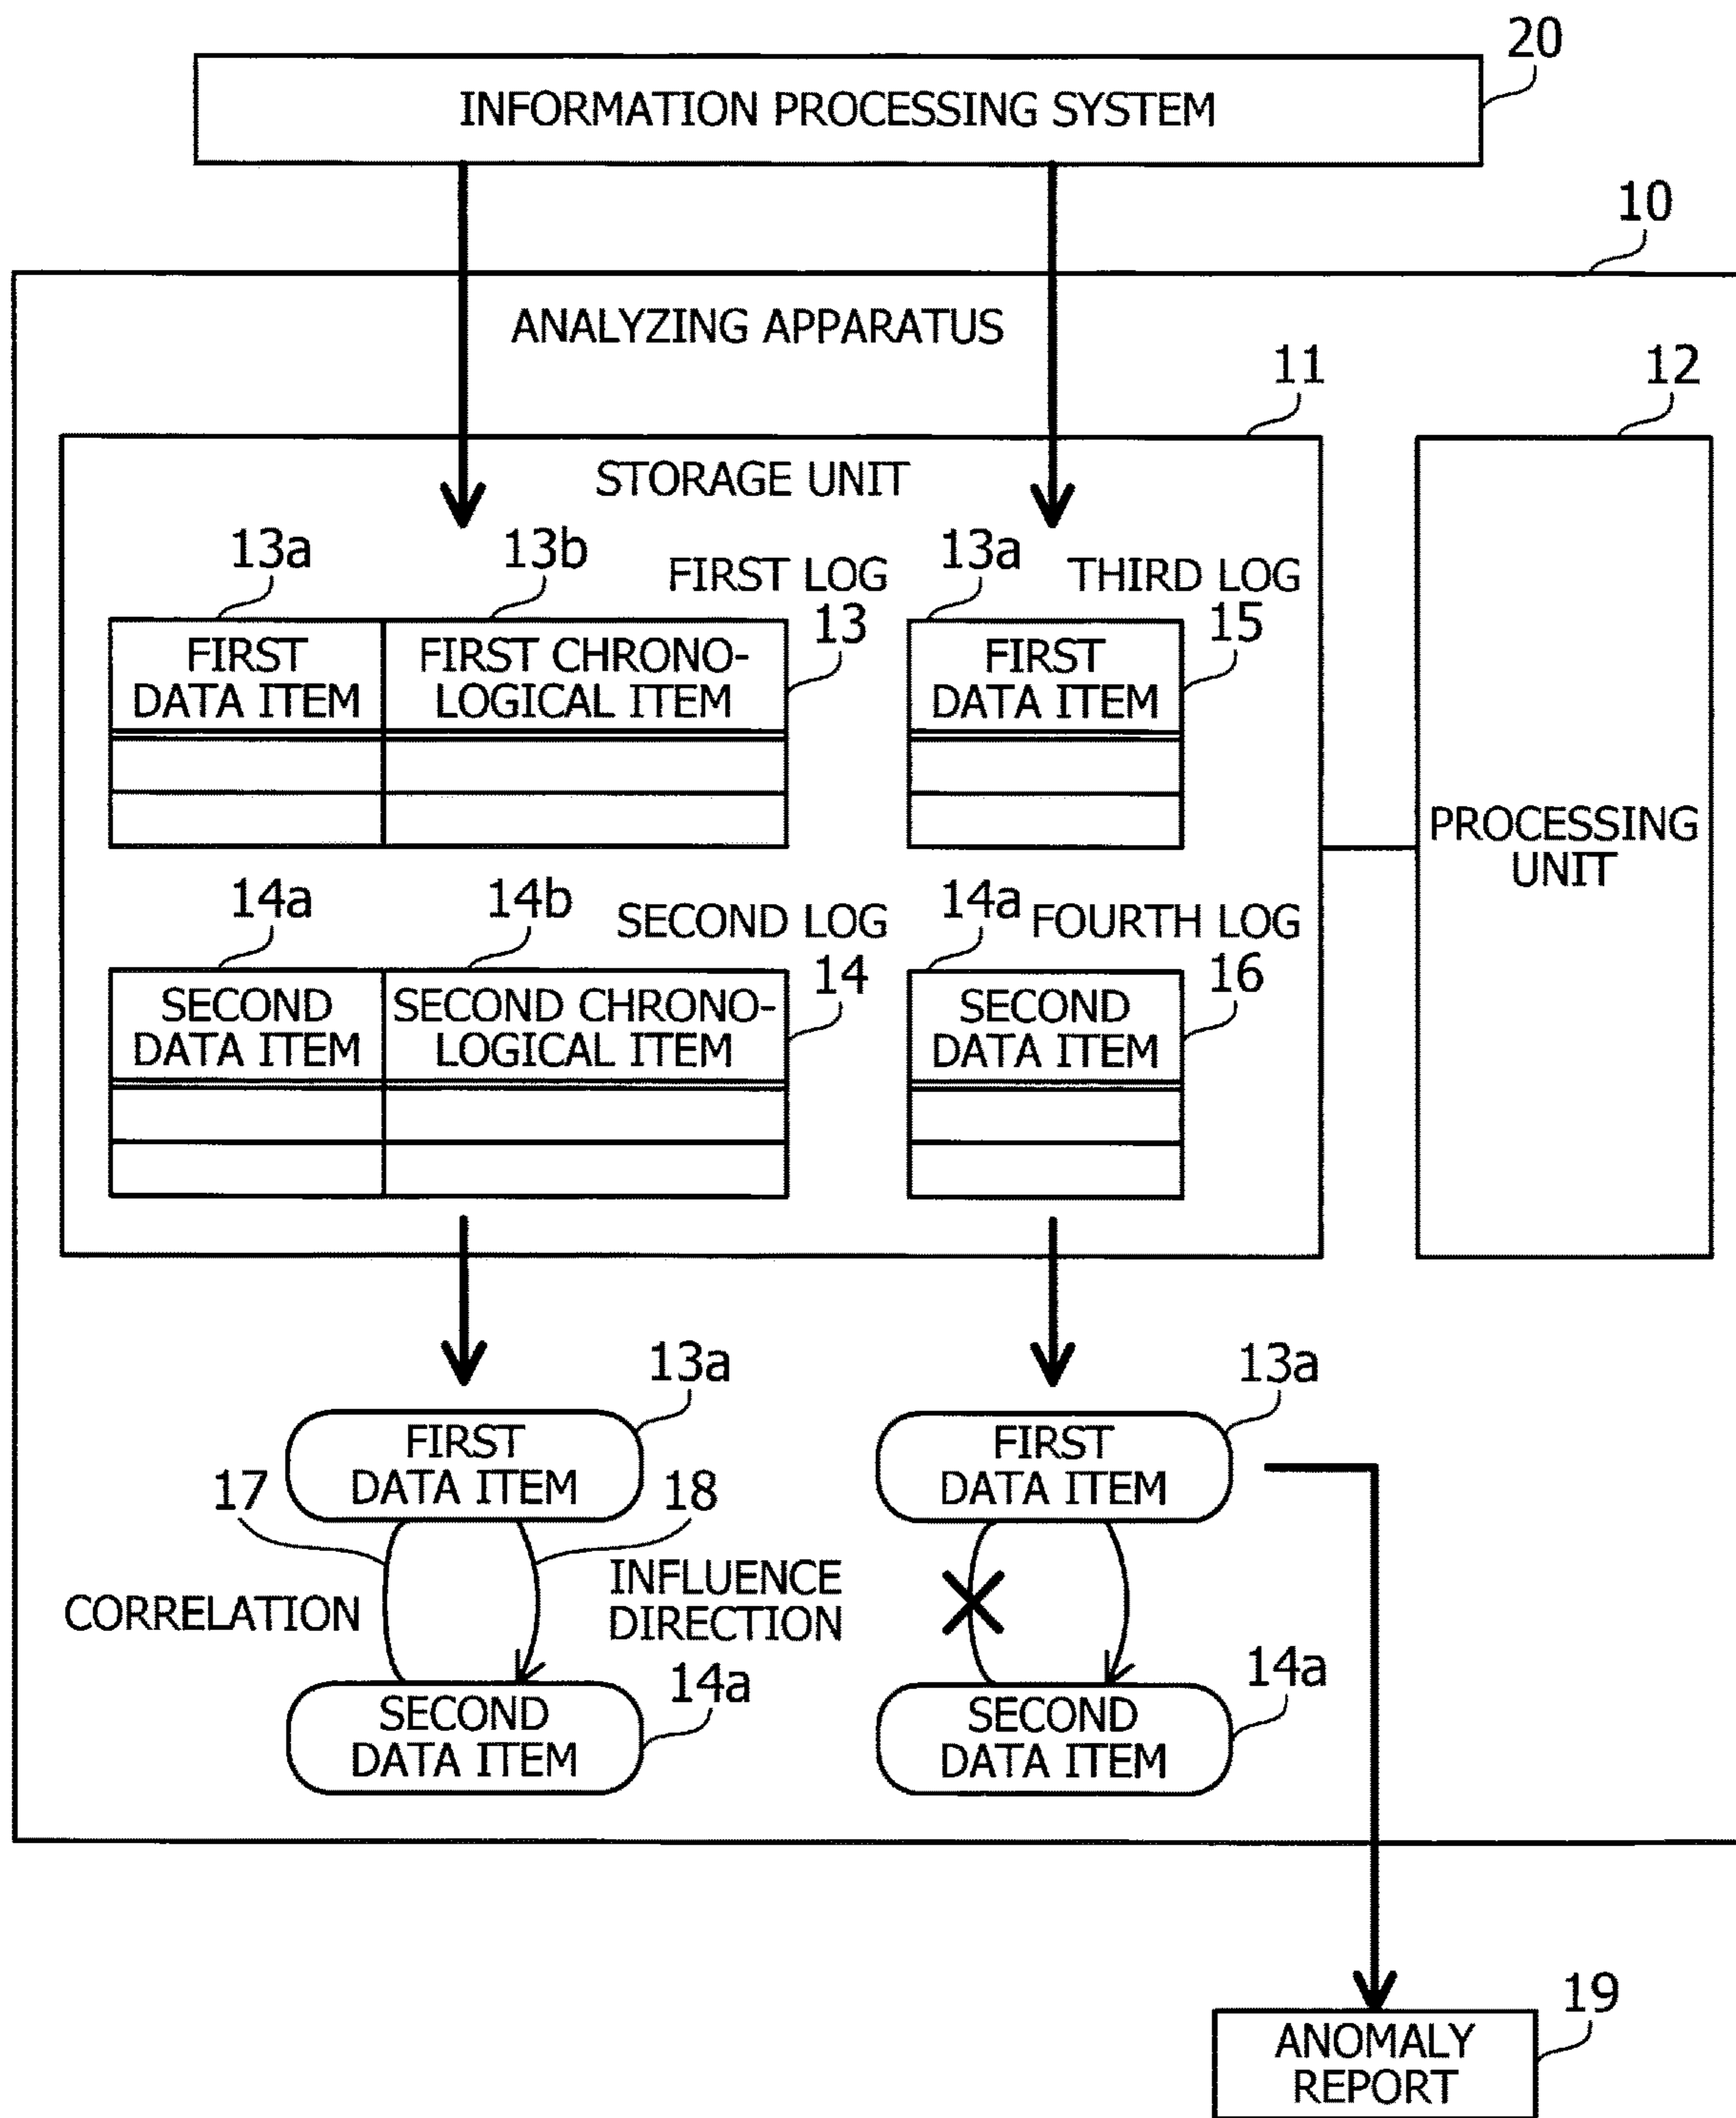 20
INFORMATION PROCESSING SYSTEM
10
ANALYZING APPARATUS
11
12
STORAGE UNIT
13a
13b
FIRST LOG
13
13a
THIRD LOG
15
FIRST
DATA ITEM
FIRST CHRONO-
LOGICAL ITEM
FIRST
DATA ITEM
PROCESSING
UNIT
14a
14b
SECOND LOG
14
14a
FOURTH LOG
16
SECOND
DATA ITEM
SECOND CHRONO-
LOGICAL ITEM
SECOND
DATA ITEM
13a
13a
FIRST
DATA ITEM
FIRST
DATA ITEM
17
18
CORRELATION
INFLUENCE
DIRECTION
14a
14a
SECOND
DATA ITEM
SECOND
DATA ITEM
19
ANOMALY
REPORT